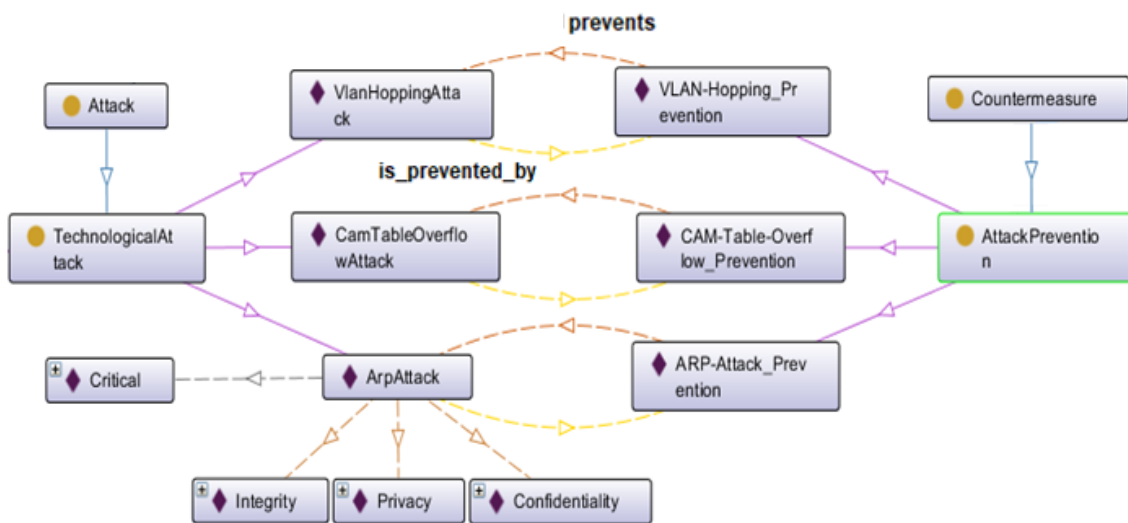 prevents
Attack
VlanHoppingAtta
ck
VLAN-Hopping_Pr
evention
Countermeasure
is_prevented_by
TechnologicalAt
tack
CamTableOverflo
wAttack
CAM-Table-Overf
low_Prevention
AttackPreventio
n
Critical
ArpAttack
ARP-Attack_Prev
ention
Integrity
Privacy
Confidentiality